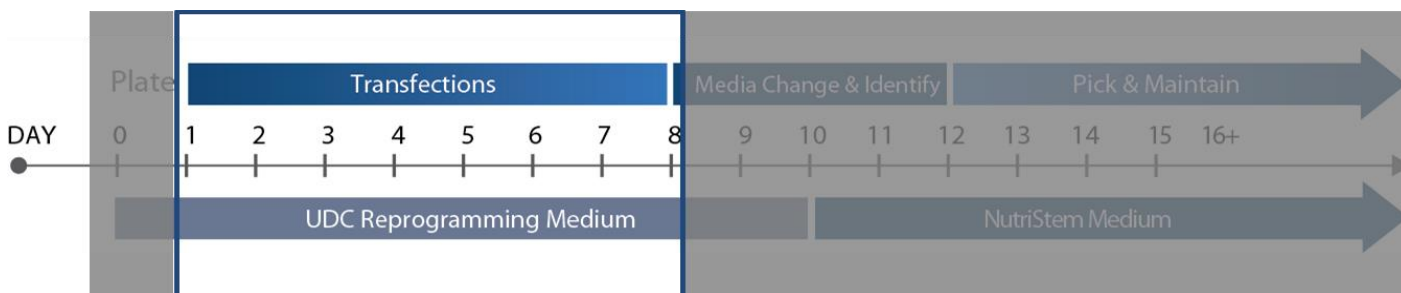 Plate
Transfections
Media Change & Identify
Pick & Maintain
DAY 0 1 2 3 4 5 6 7 8 9 10 11 12 13 14 15 16+
UDC Reprogramming Medium
NutriStem Medium